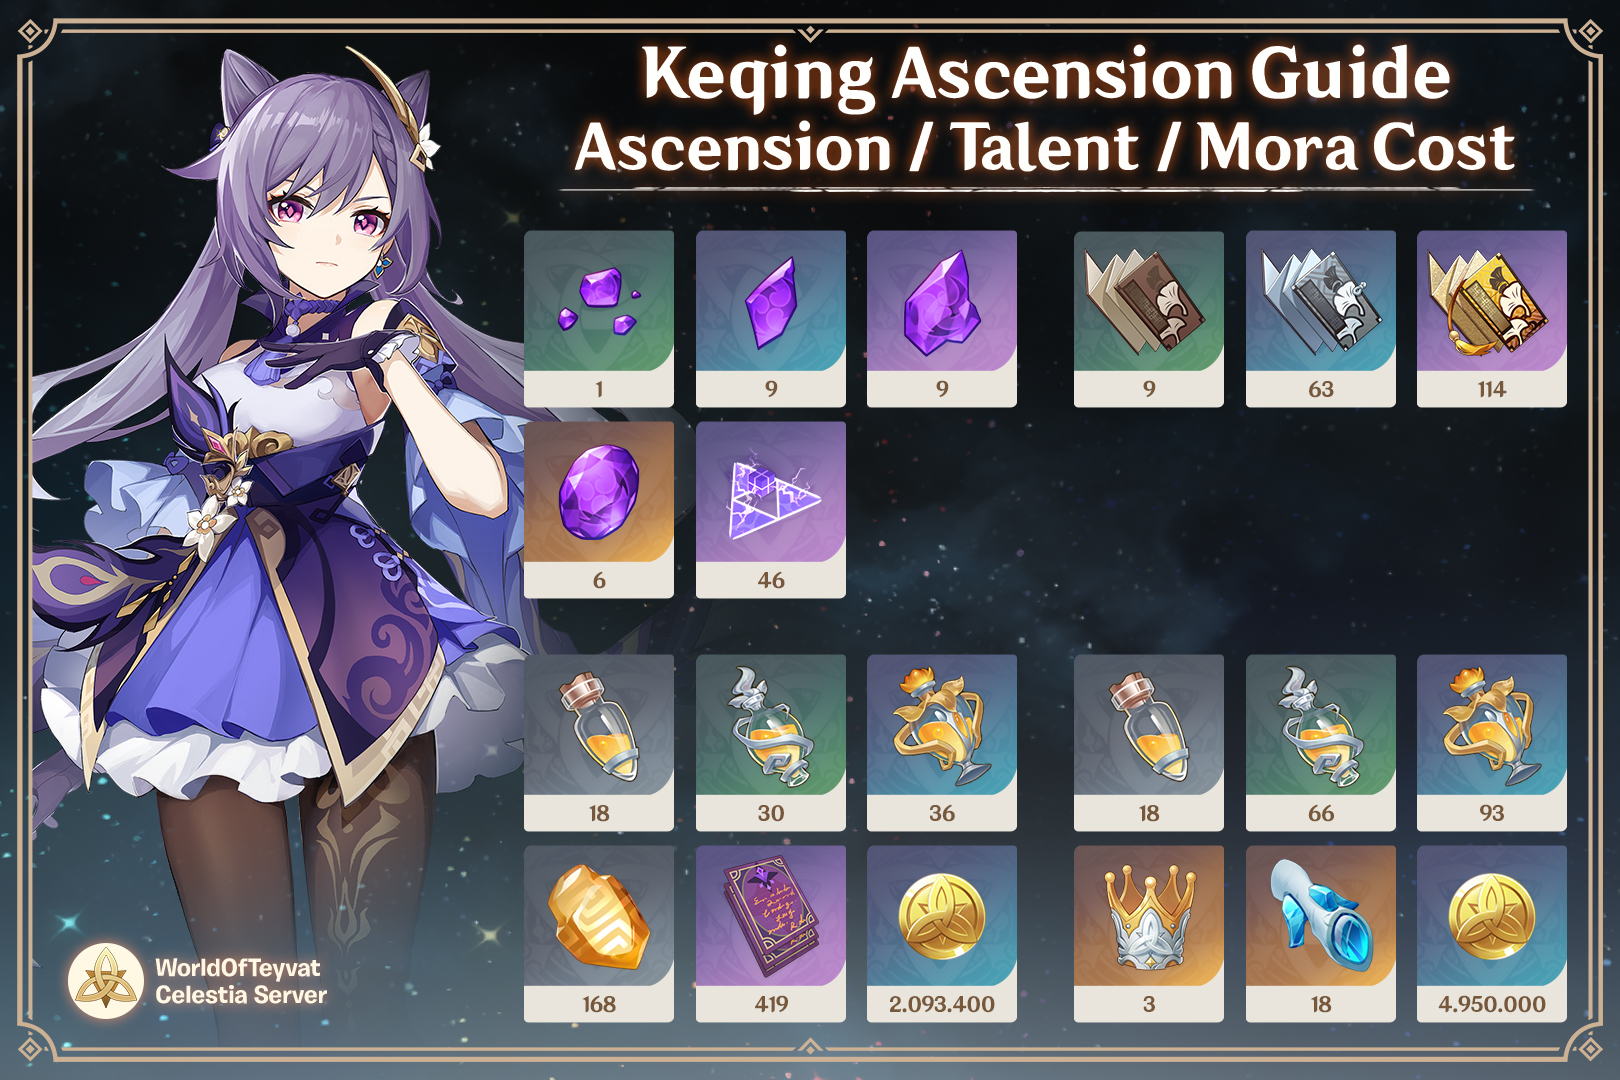 Keqing Ascension Guide
Ascension / Talent / Mora Cost
1 9 9 9 63 114
6 46
18 30 36 18 66 93
168 419 2.093.400 3 18 4.950.000
WorldOfTeyvat
Celestia Server